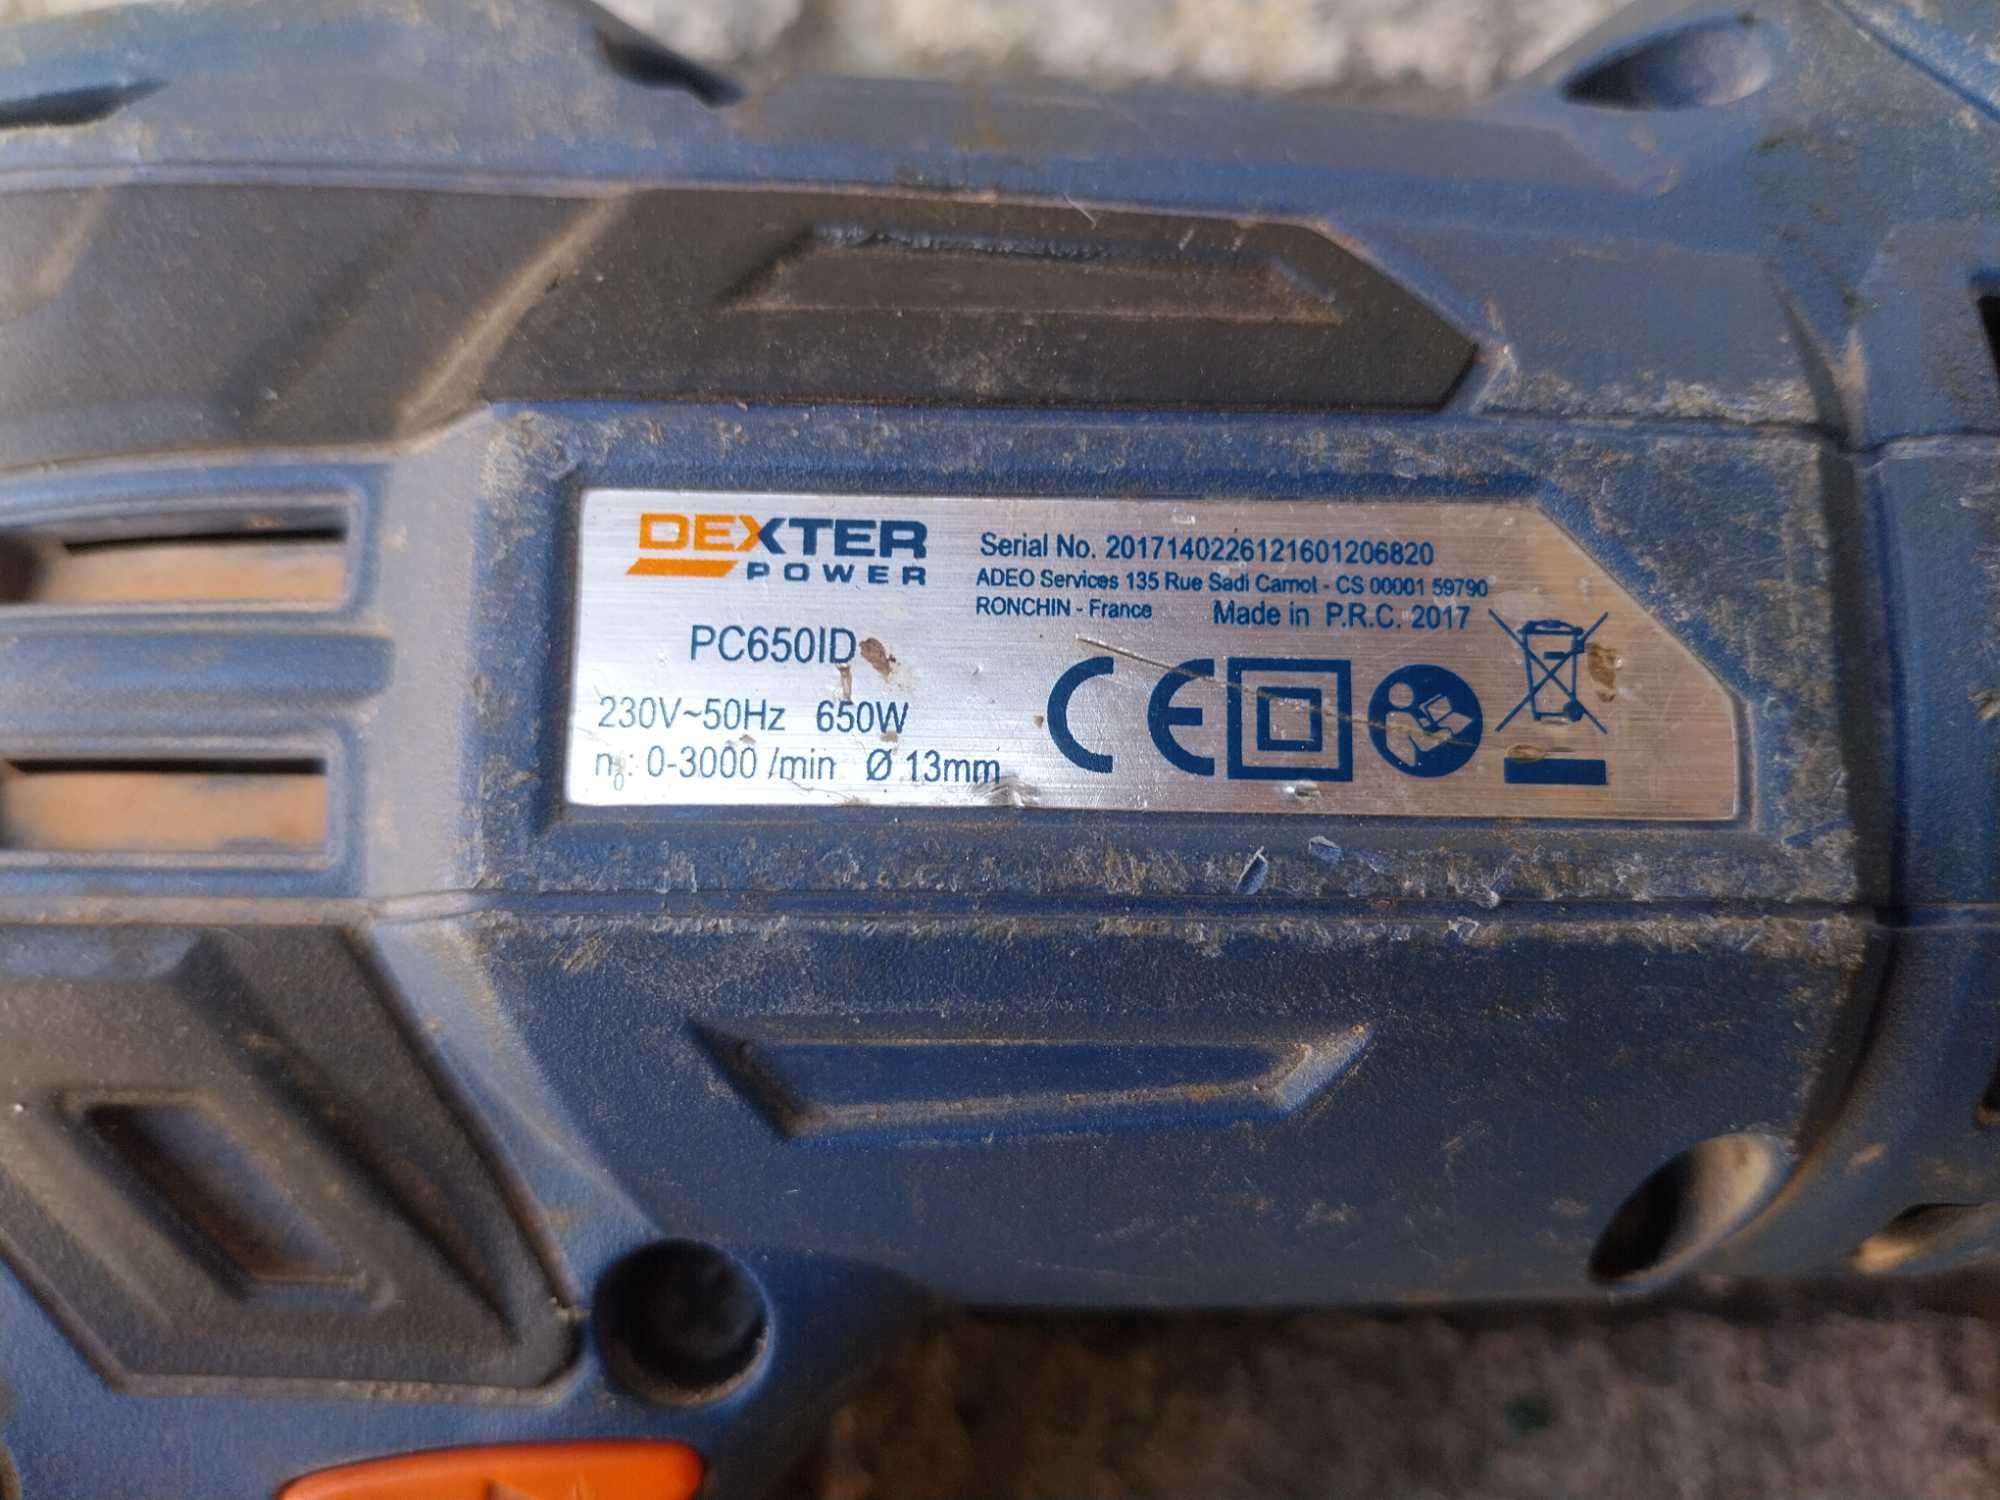 DEXTER
POWER
Serial No. 2017140226121601206820
ADEO Services 135 Rue Sadi Carnot - CS 00001 59790
RONCHIN - France Made in P.R.C. 2017
PC650ID
230V~50Hz 650W
n₀: 0-3000 /min Ø 13mm
CE